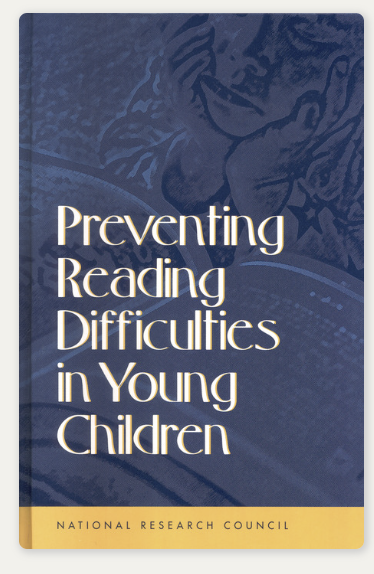 Preventing
Reading
Difficulties
in Young
Children
NATIONAL RESEARCH COUNCIL